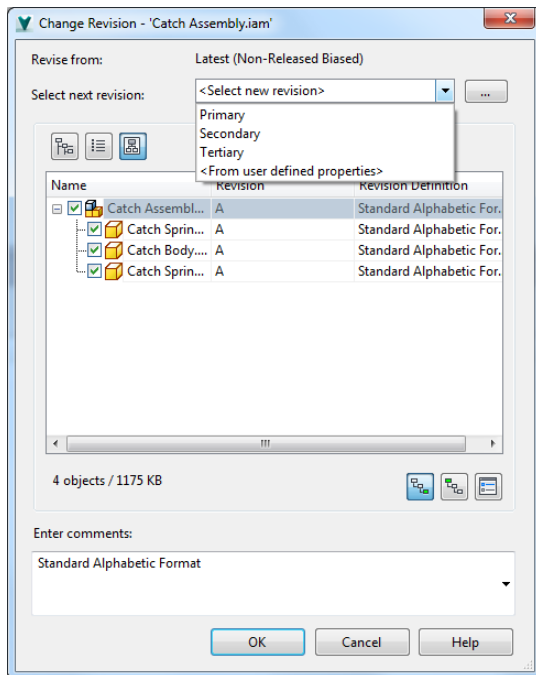 Change Revision - 'Catch Assembly.iam'
Revise from: Latest (Non-Released Biased)
Select next revision: <Select new revision> ...
Primary
Secondary
Tertiary
<From user defined properties>
Name Revision Revision Definition
Catch Assembl... A Standard Alphabetic For.
Catch Sprin... A Standard Alphabetic For.
Catch Body.... A Standard Alphabetic For.
Catch Sprin... A Standard Alphabetic For.
4 objects / 1175 KB
Enter comments:
Standard Alphabetic Format
OK Cancel Help